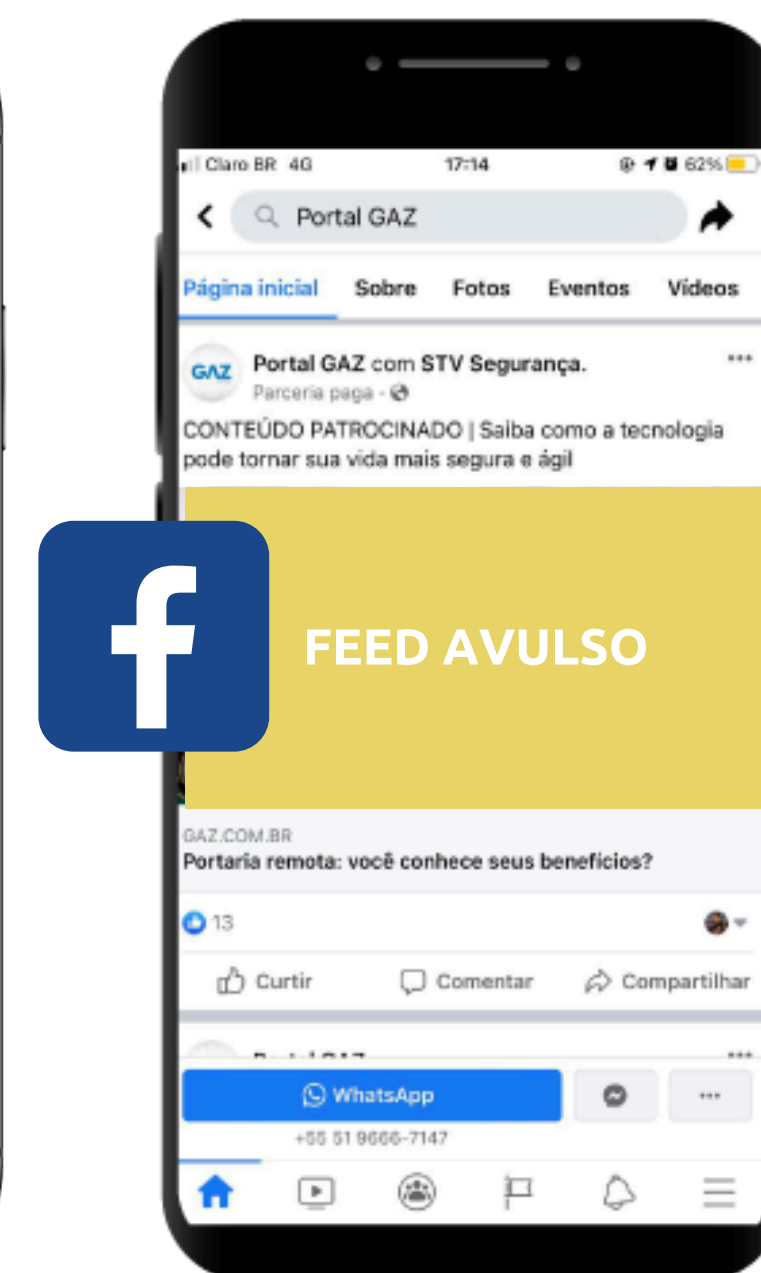 Claro BR 4G 17:14 62%
Portal GAZ
Página inicial Sobre Fotos Eventos Vídeos
GAZ
Portal GAZ com STV Segurança.
Parceria paga -
CONTEÚDO PATROCINADO | Saiba como a tecnologia
pode tornar sua vida mais segura e ágil
f
FEED AVULSO
GAZ.COM.BR
Portaria remota: você conhece seus benefícios?
13
Curtir Comentar Compartilhar
Portal GAZ
WhatsApp
+55 51 9666-7147